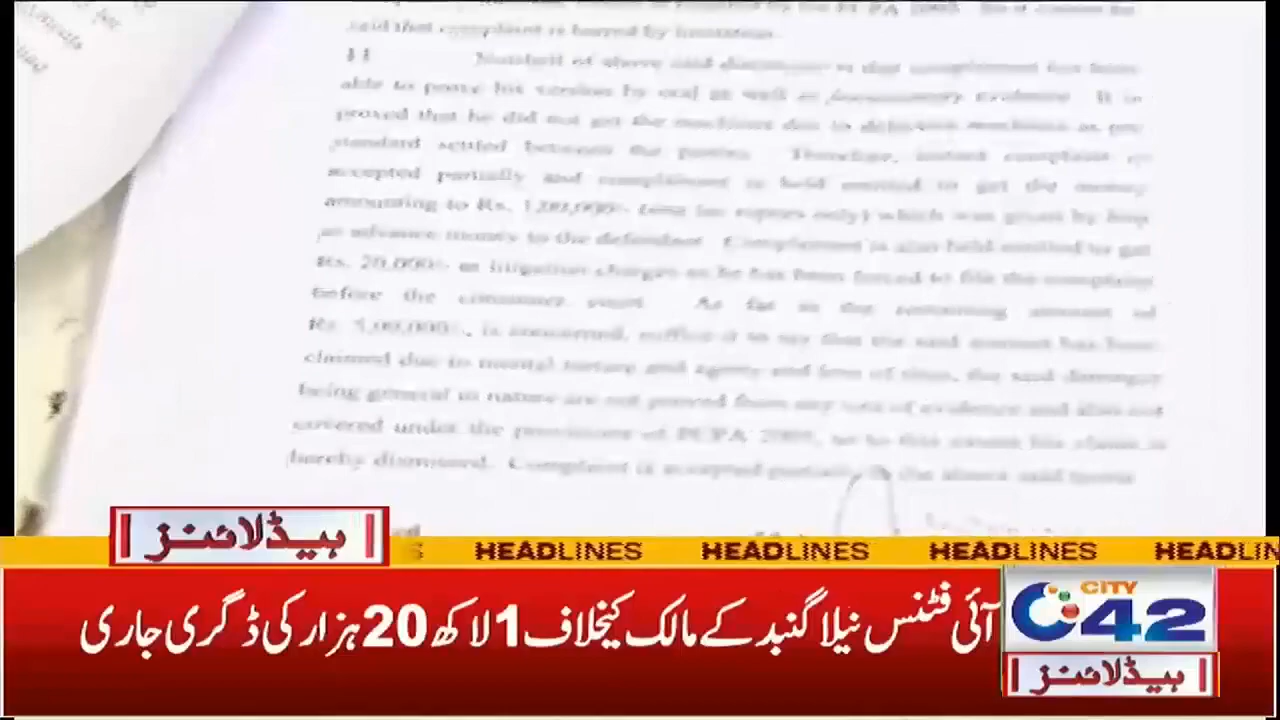 said that complaint is barred by limitation.
11 Nutshell of above said discussion is that complainant has been
able to prove his version by oral as well as documentary evidence. It is
proved that he did not get the machines due to defective machines as per
standard settled between the parties. Therefore, instant complaint is
accepted partially and complainant is held entitled to get the money
amounting to Rs. 1,00,000/- (one lac rupees only) which was given by him
as advance money to the defendant. Complainant is also held entitled to get
Rs. 20,000/- as litigation charges as he has been forced to file the complaint
before the consumer court. As far as the remaining amount of
Rs. 5,00,000/-, is concerned, suffice it to say that the said amount has been
claimed due to mental torture and agony and loss of time, the said damages
being general in nature are not proved from any sort of evidence and also not
covered under the provisions of PCPA 2005, so to this extent his claim is
hereby dismissed. Complaint is accepted partially in the above said terms
ہیڈلائنز
HEADLINES HEADLINES HEADLINES HEADLIN
آئی فٹنس نیلا گنبد کے مالک کیخلاف 1 لاکھ 20 ہزار کی ڈگری جاری
CITY
42
ہیڈلائنز